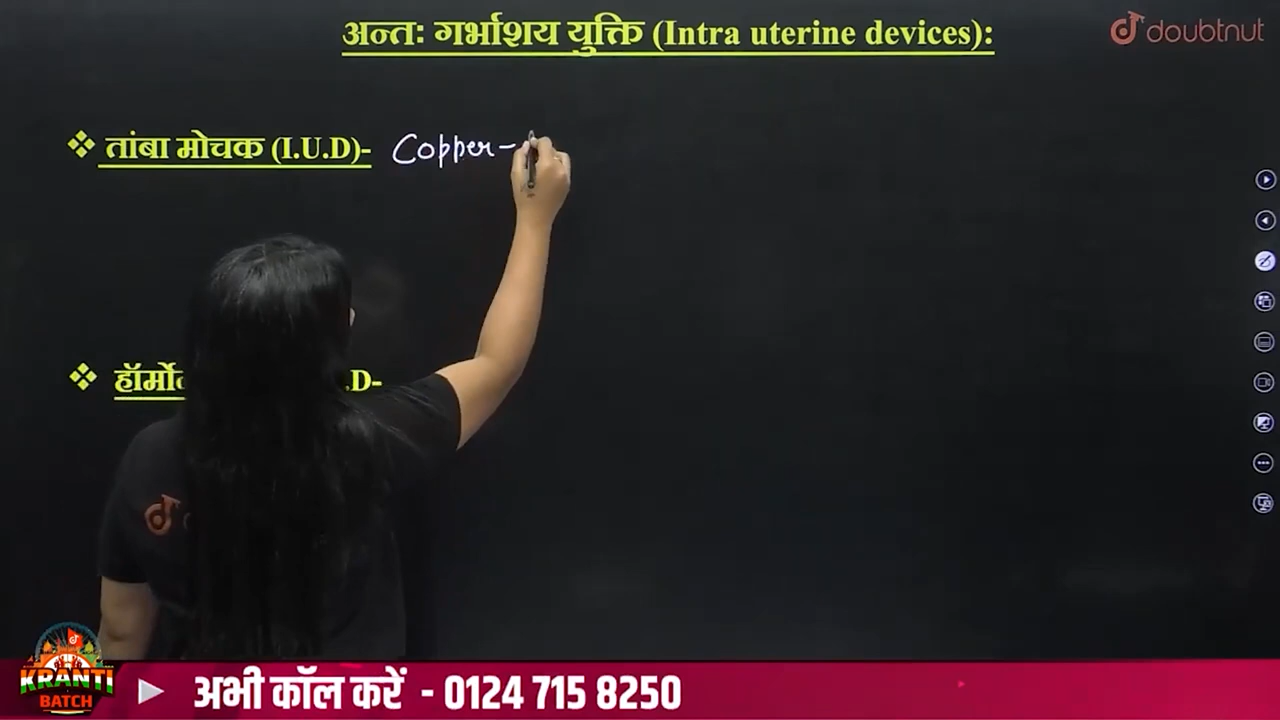 अन्तः गर्भाशय युक्ति (Intra uterine devices):
doubtnut
❖ तांबा मोचक (I.U.D)- Copper-
❖ .D-
KRANTI
BATCH
अभी कॉल करें - 0124 715 8250